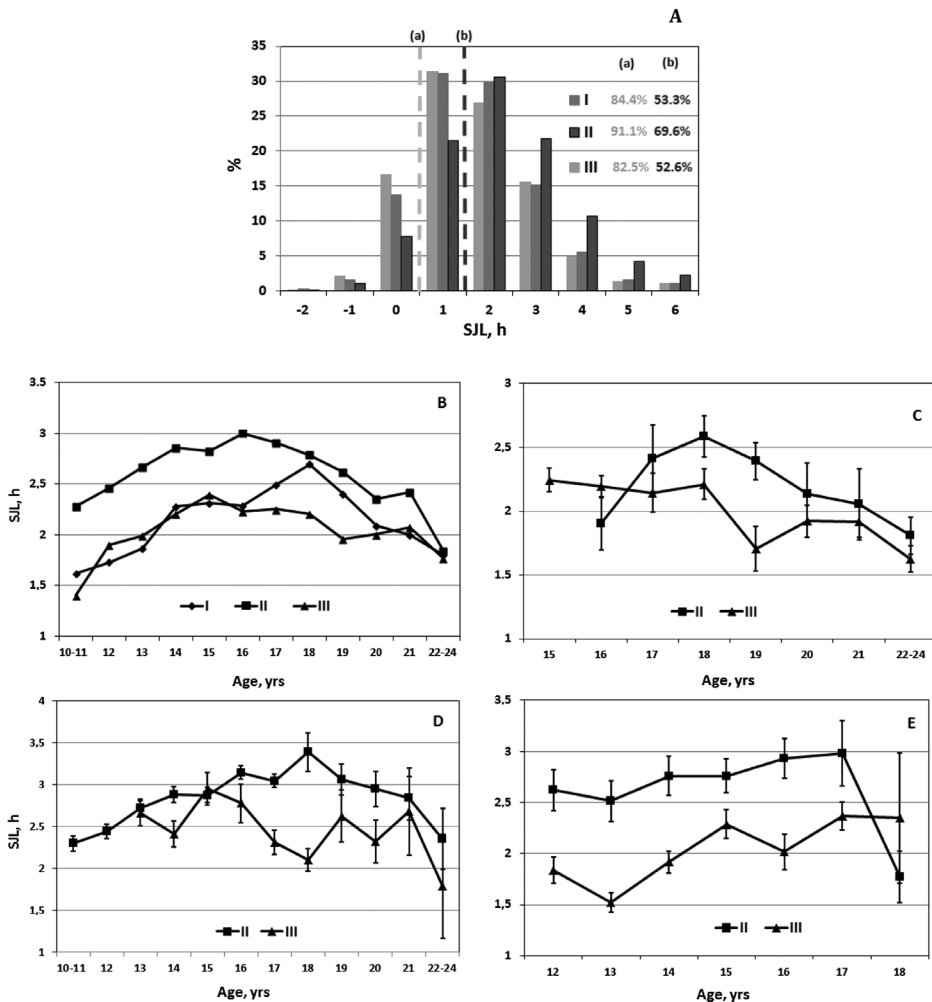 A
(a) (b)
35
30
25
20
15
10
5
0
%
(a) (b)
I 84.4% 53.3%
II 91.1% 69.6%
III 82.5% 52.6%
-2 -1 0 1 2 3 4 5 6
SJL, h
B
3.5
3
2.5
2
1.5
1
SJL, h
I II III
10-11 12 13 14 15 16 17 18 19 20 21 22-24
Age, yrs
C
3
2,5
2
1,5
1
II III
15 16 17 18 19 20 21 22-24
Age, yrs
D
4
3,5
3
2,5
2
1,5
1
SJL, h
II III
10-11 12 13 14 15 16 17 18 19 20 21 22-24
Age, yrs
E
3,5
3
2,5
2
1,5
1
II III
12 13 14 15 16 17 18
Age, yrs